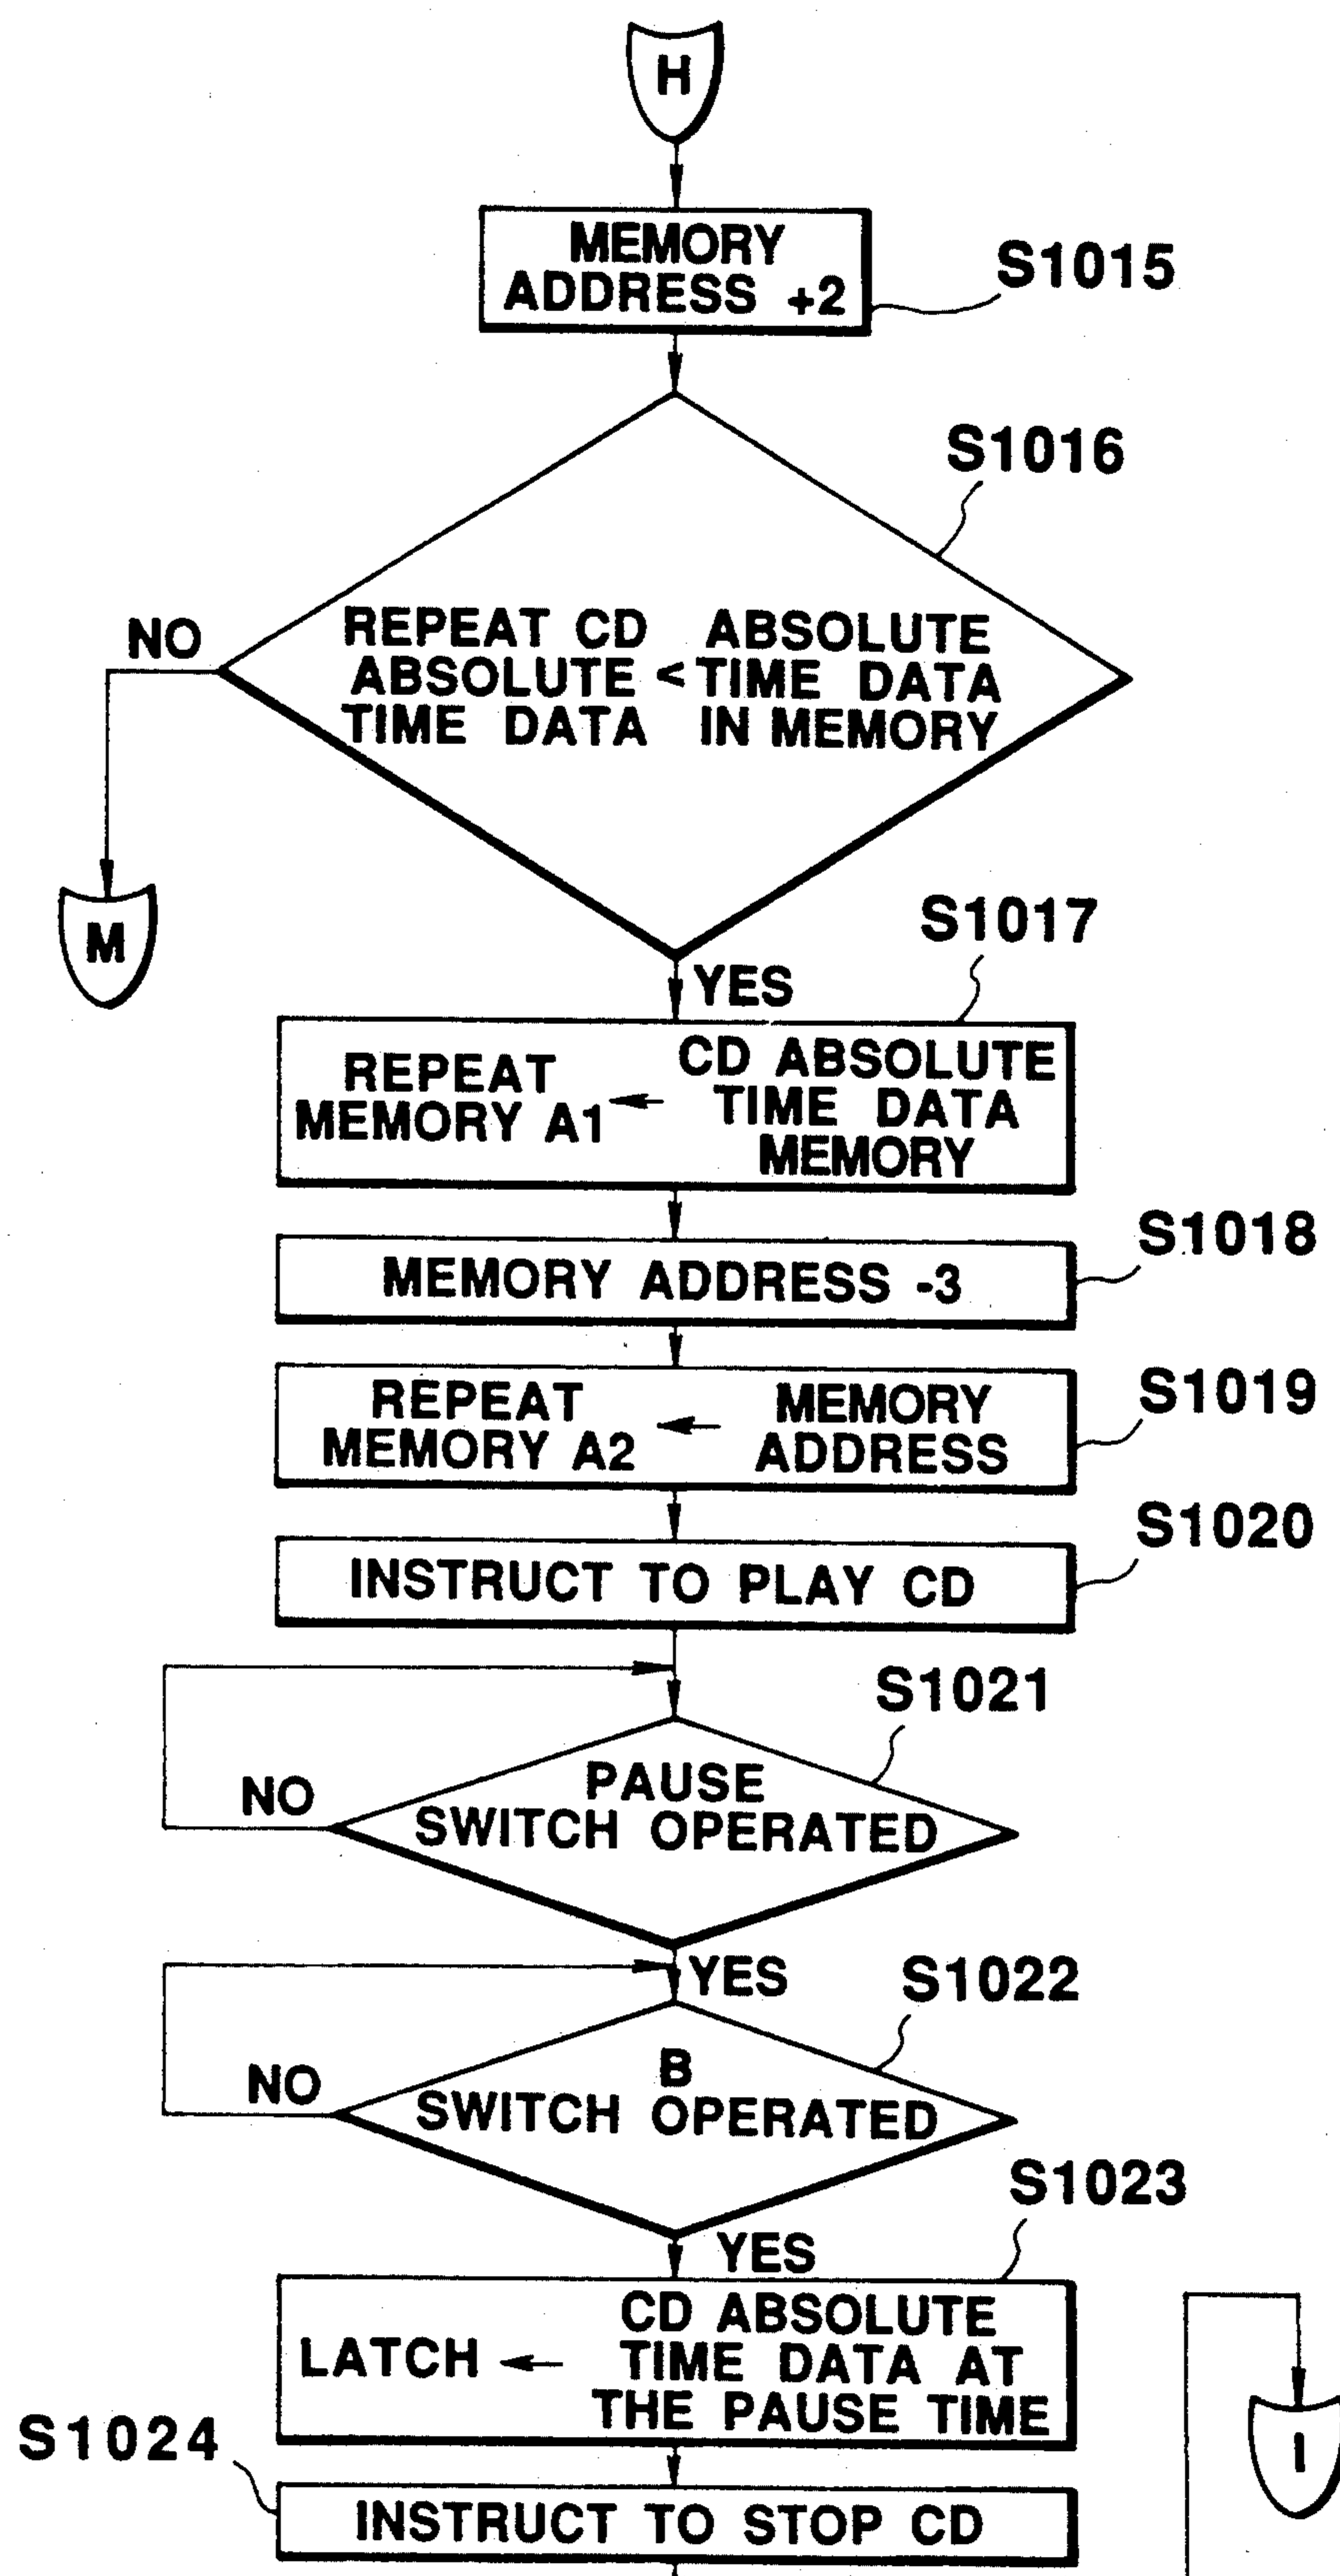 H
MEMORY
ADDRESS +2
S1015
S1016
NO
REPEAT CD ABSOLUTE
ABSOLUTE < TIME DATA
TIME DATA IN MEMORY
M
YES
S1017
REPEAT
MEMORY A1 ←
CD ABSOLUTE
TIME DATA
MEMORY
S1018
MEMORY ADDRESS -3
S1019
REPEAT
MEMORY A2 ←
MEMORY
ADDRESS
S1020
INSTRUCT TO PLAY CD
S1021
NO
PAUSE
SWITCH OPERATED
YES
S1022
NO
B
SWITCH OPERATED
S1023
YES
LATCH ←
CD ABSOLUTE
TIME DATA AT
THE PAUSE TIME
I
S1024
INSTRUCT TO STOP CD